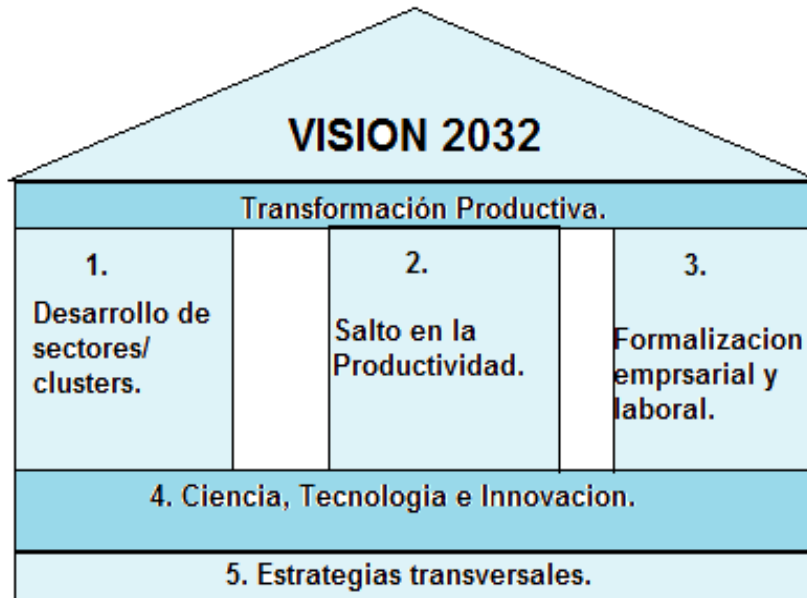 VISION 2032
Transformación Productiva.
1.
Desarrollo de
sectores/
clusters.
2.
Salto en la
Productividad.
3.
Formalizacion
emprsarial y
laboral.
4. Ciencia, Tecnologia e Innovacion.
5. Estrategias transversales.